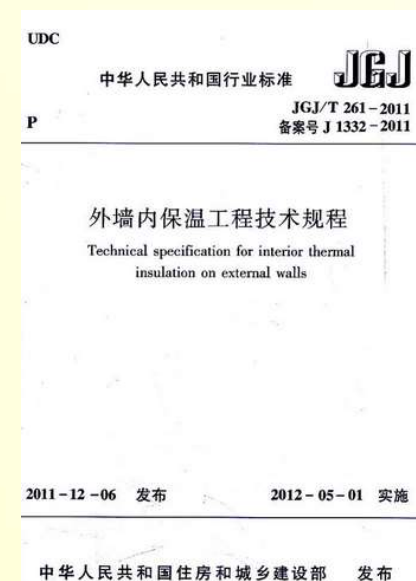 UDC
中华人民共和国行业标准
JGJ
JGJ/T 261-2011
P
备案号 J 1332-2011
外墙内保温工程技术规程
Technical specification for interior thermal
insulation on external walls
2011-12-06 发布
2012-05-01 实施
中华人民共和国住房和城乡建设部 发布